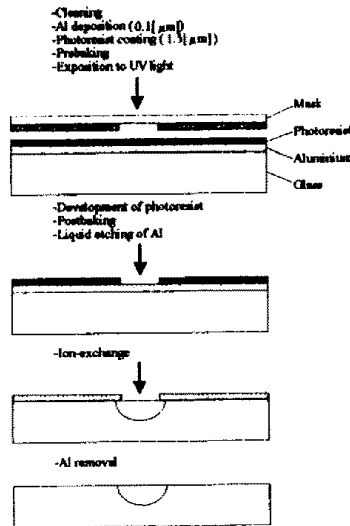 -Cleaning
-Al deposition (0.1[μm])
-Photoresist coating (1.3[μm])
-Prebaking
-Exposition to UV light
Mask
Photoresist
Aluminium
Glass
-Development of photoresist
-Postbaking
-Liquid etching of Al
-Ion-exchange
-Al removal